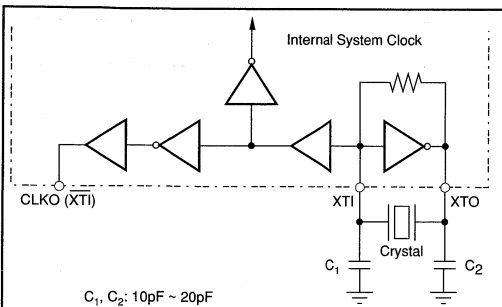 Internal System Clock
CLKO (XTI)
XTI
XTO
Crystal
C₁
C₂
C₁, C₂: 10pF ~ 20pF